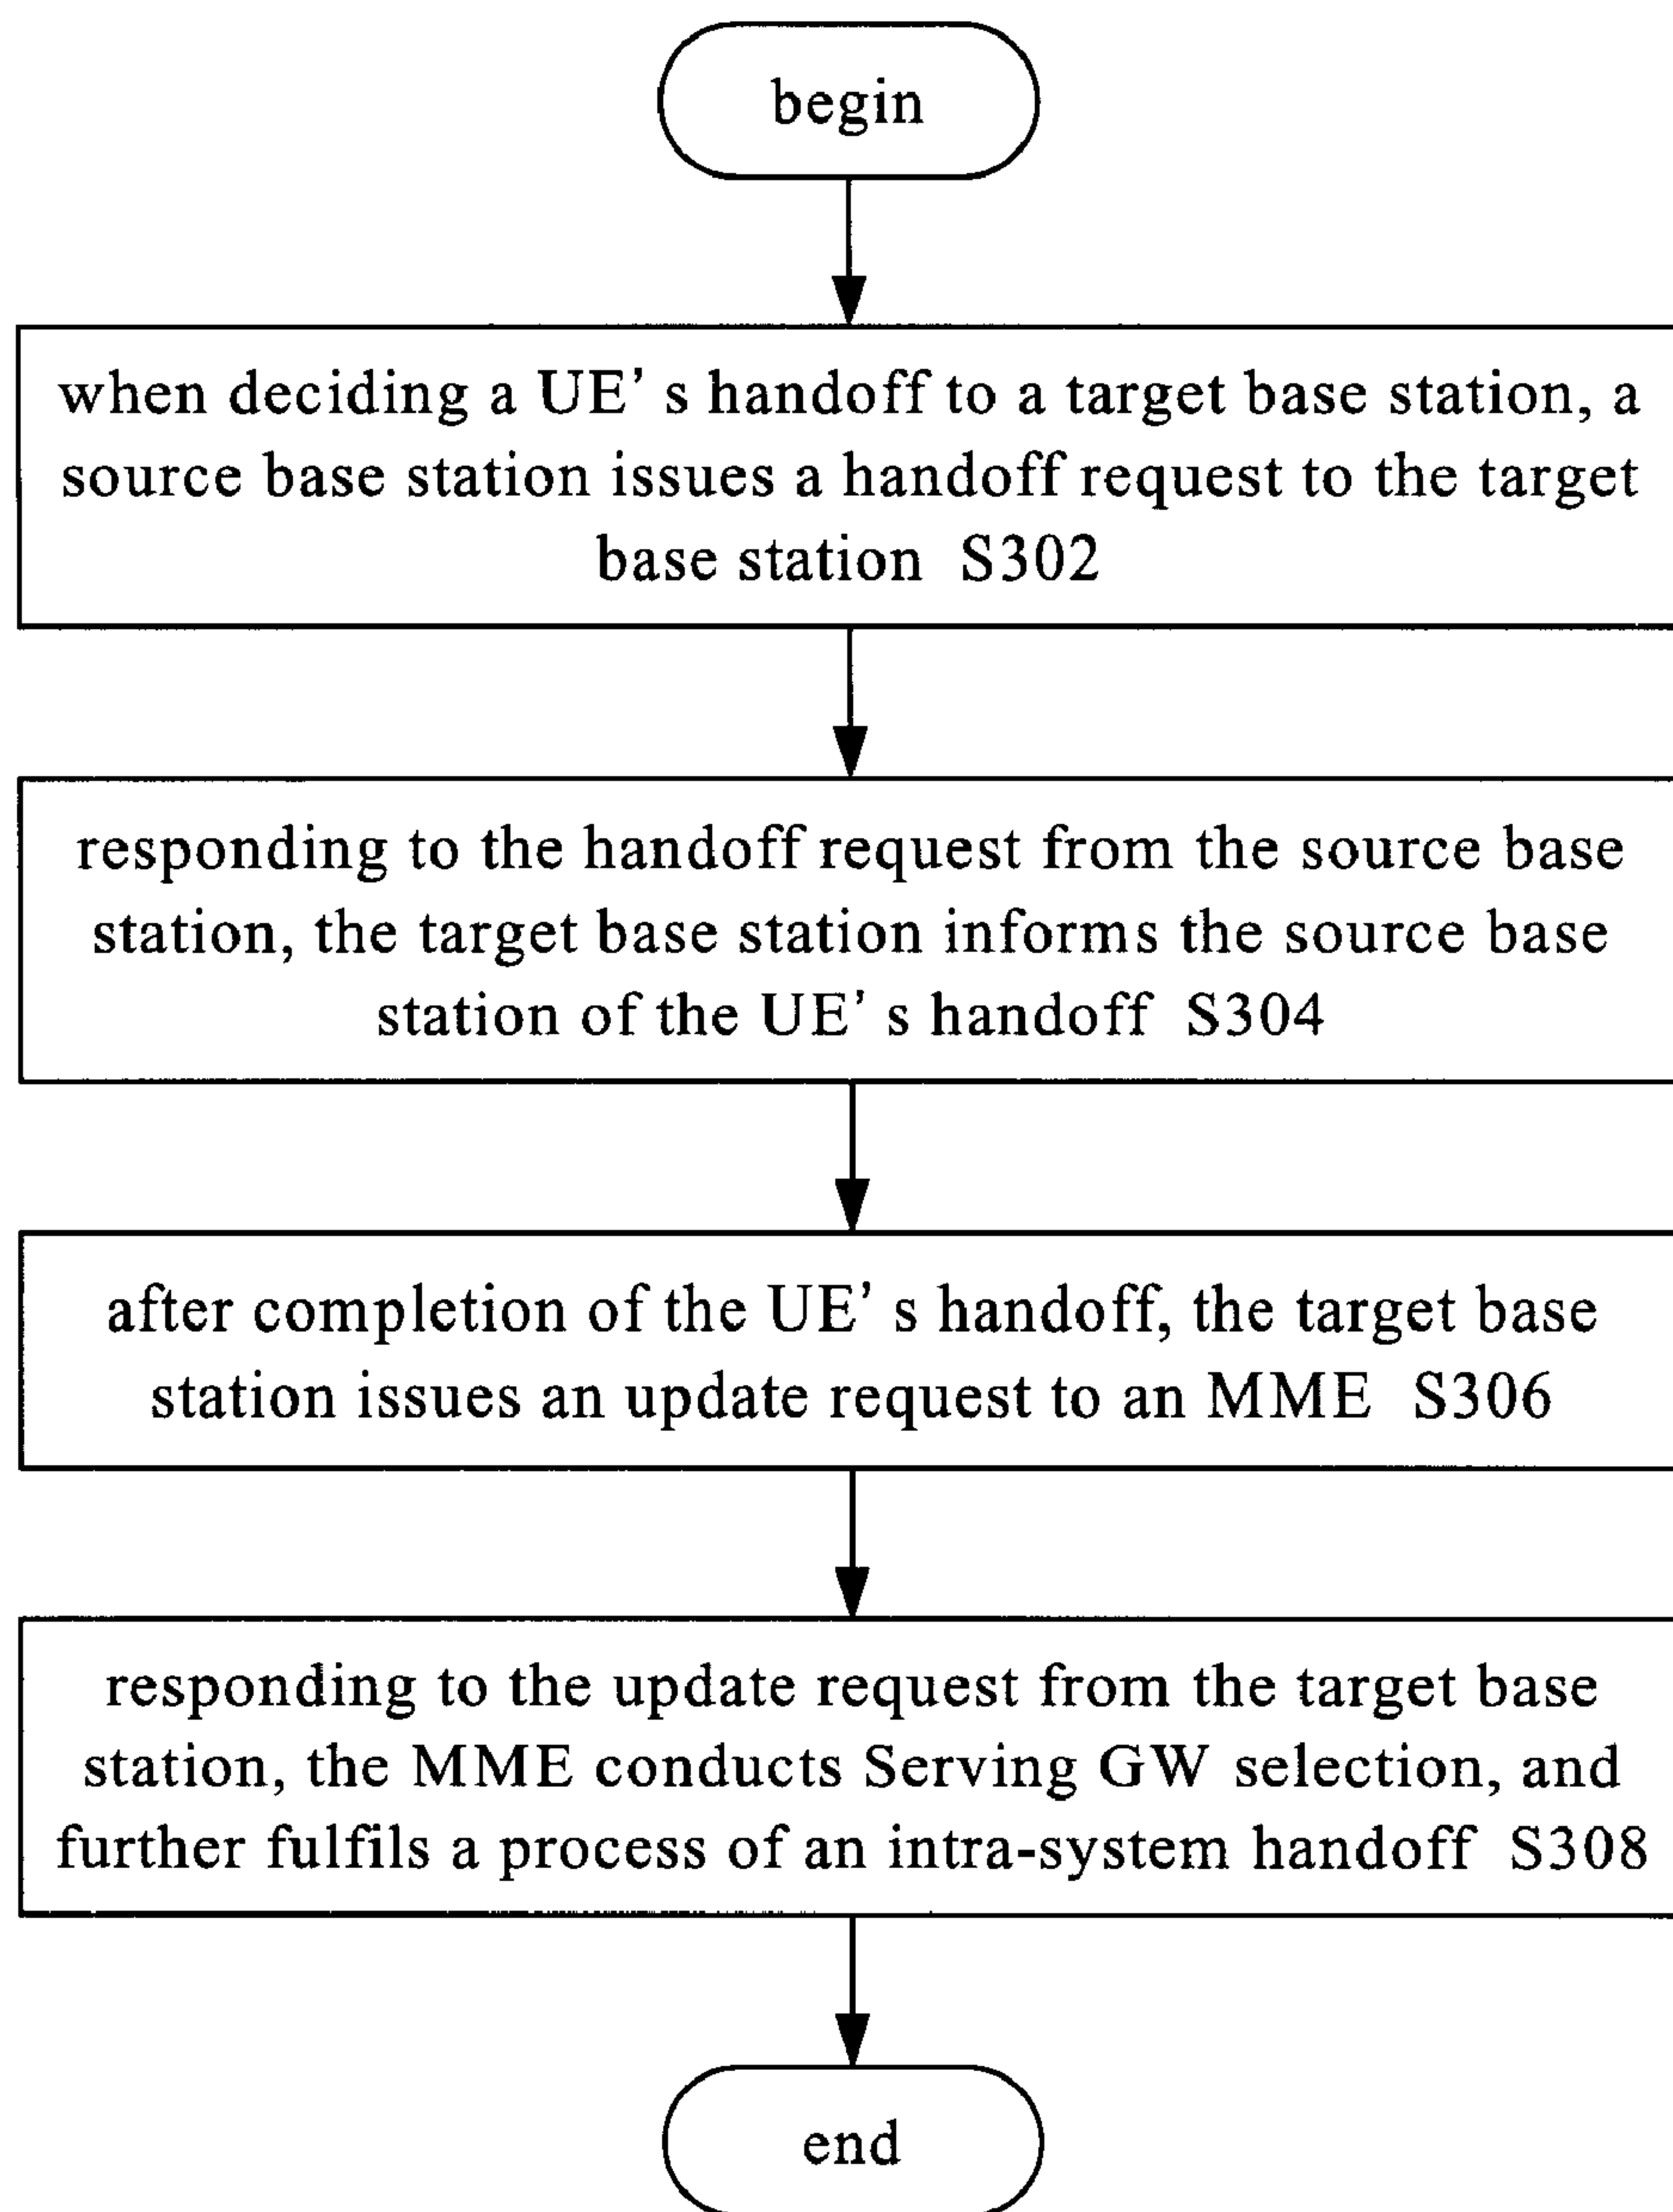 begin
when deciding a UE's handoff to a target base station, a
source base station issues a handoff request to the target
base station S302
responding to the handoff request from the source base
station, the target base station informs the source base
station of the UE's handoff S304
after completion of the UE's handoff, the target base
station issues an update request to an MME S306
responding to the update request from the target base
station, the MME conducts Serving GW selection, and
further fulfils a process of an intra-system handoff S308
end